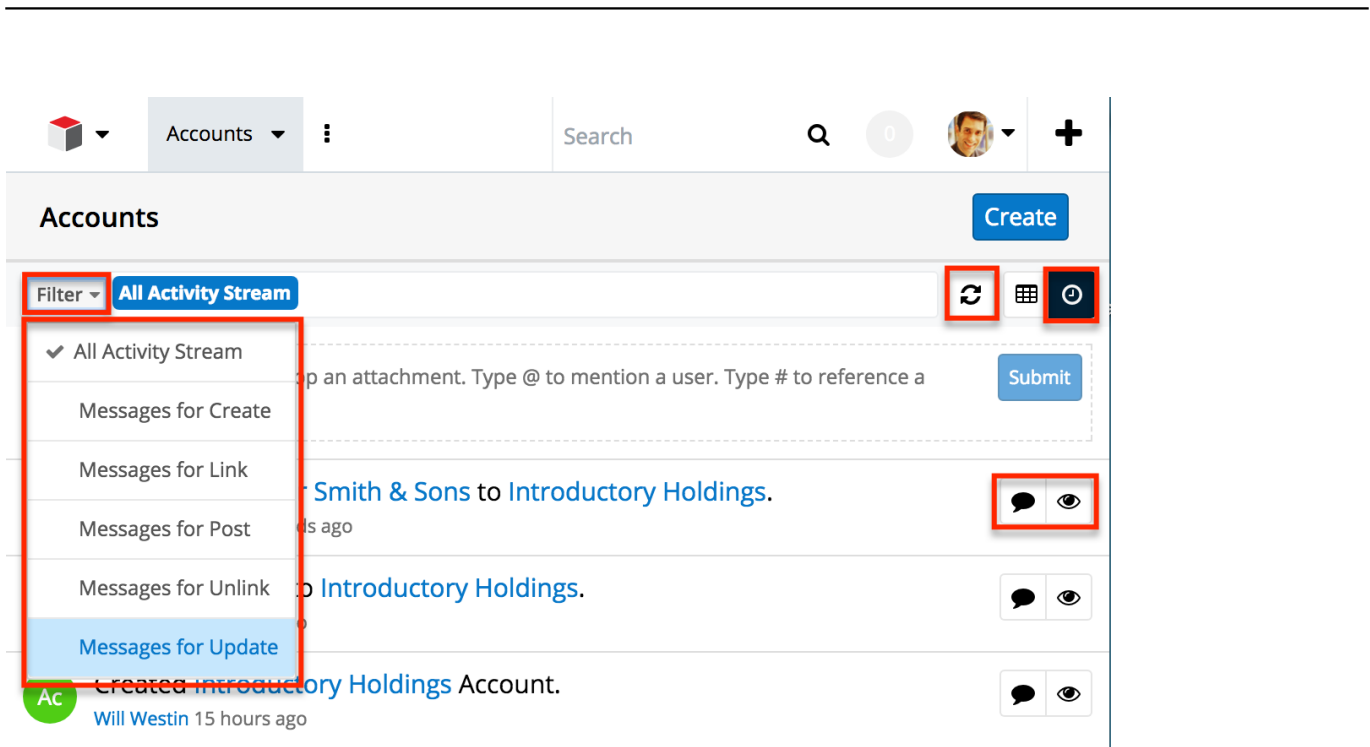 Accounts
Search
0
Accounts
Create
Filter
All Activity Stream
All Activity Stream
an attachment. Type @ to mention a user. Type # to reference a
Submit
Messages for Create
Messages for Link
Smith & Sons to Introductory Holdings.
ago
Messages for Post
Messages for Unlink
Introductory Holdings.
Messages for Update
Created Introductory Holdings Account.
Ac
Will Westin 15 hours ago